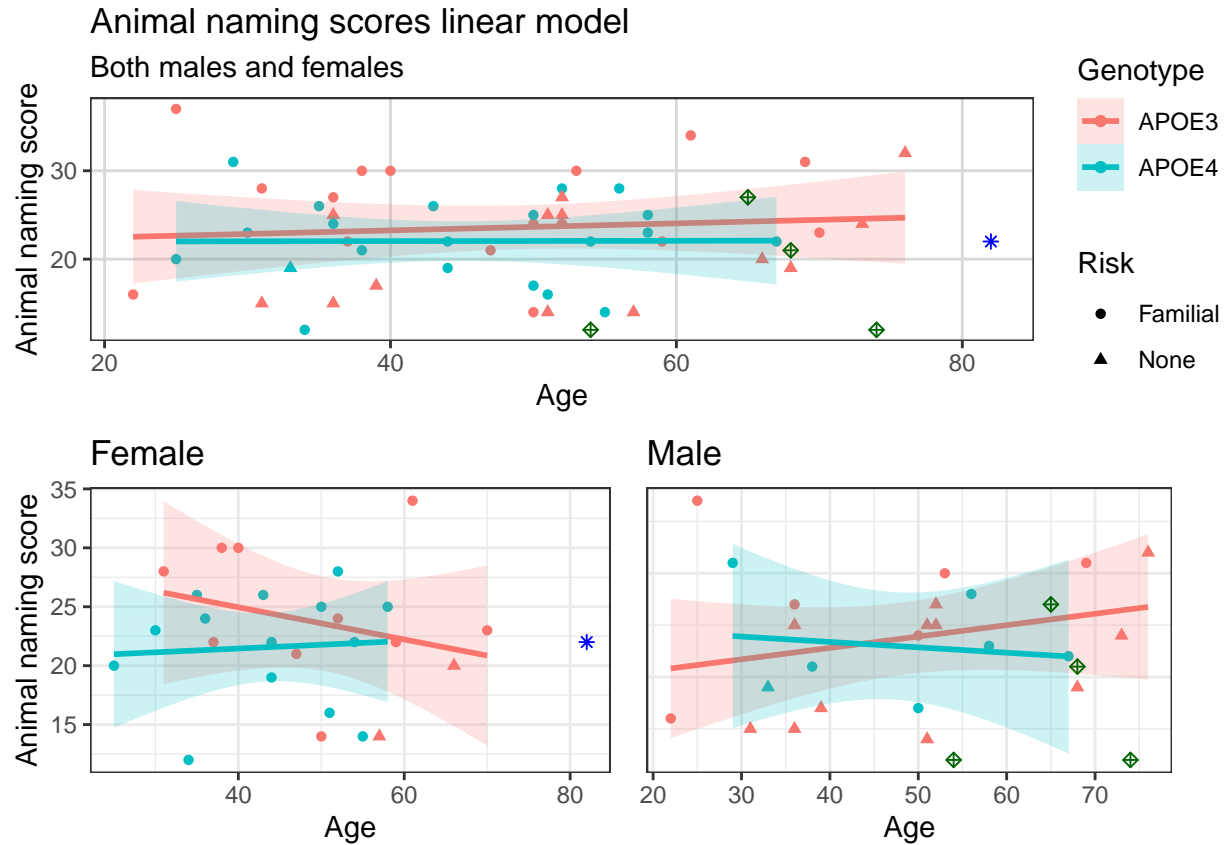 Animal naming scores linear model
Both males and females
Animal naming score
30
20
20
40
60
80
Age
Genotype
APOE3
APOE4
Risk
Familial
None
Female
Animal naming score
35
30
25
20
15
40
60
80
Age
Male
20
30
40
50
60
70
Age